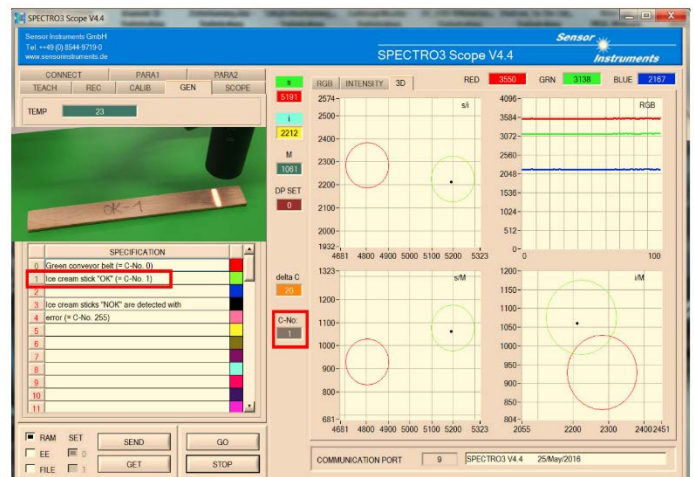 SPECTRO3 Scope V4.4
Sensor Instruments GmbH
Tel. ++49 (0) 8544-9719-0
www.sensorinstruments.de
SPECTRO3 Scope V4.4
Sensor
Instruments
CONNECT PARA1 PARA2
TEACH REC CALIB GEN SCOPE
TEMP 23
OK-1
SPECIFICATION
0 Green conveyor belt (= C-No. 0)
1 Ice cream stick "OK" (= C-No. 1)
2
3 Ice cream sticks "NOK" are detected with
4 error (= C-No. 255)
5
6
7
8
9
10
11
RAM SET SEND GO
EE 0
FILE 1 GET STOP
s
5191
i
2212
M
1061
DP SET
0
delta C
20
C-No:
1
RGB INTENSITY 3D RED 3550 GRN 3138 BLUE 2167
s/i
2574
2500
2400
2300
2200
2100
2000
1932
4681 4800 4900 5000 5100 5200 5323
RGB
4096
3584
3072
2560
2048
1536
1024
512
0
0 100
s/M
1323
1200
1100
1000
900
800
681
4681 4800 4900 5000 5100 5200 5323
i/M
1200
1150
1100
1050
1000
950
900
850
804
2055 2200 2300 2400 2451
COMMUNICATION PORT 9 SPECTRO3 V4.4 25/May/2016